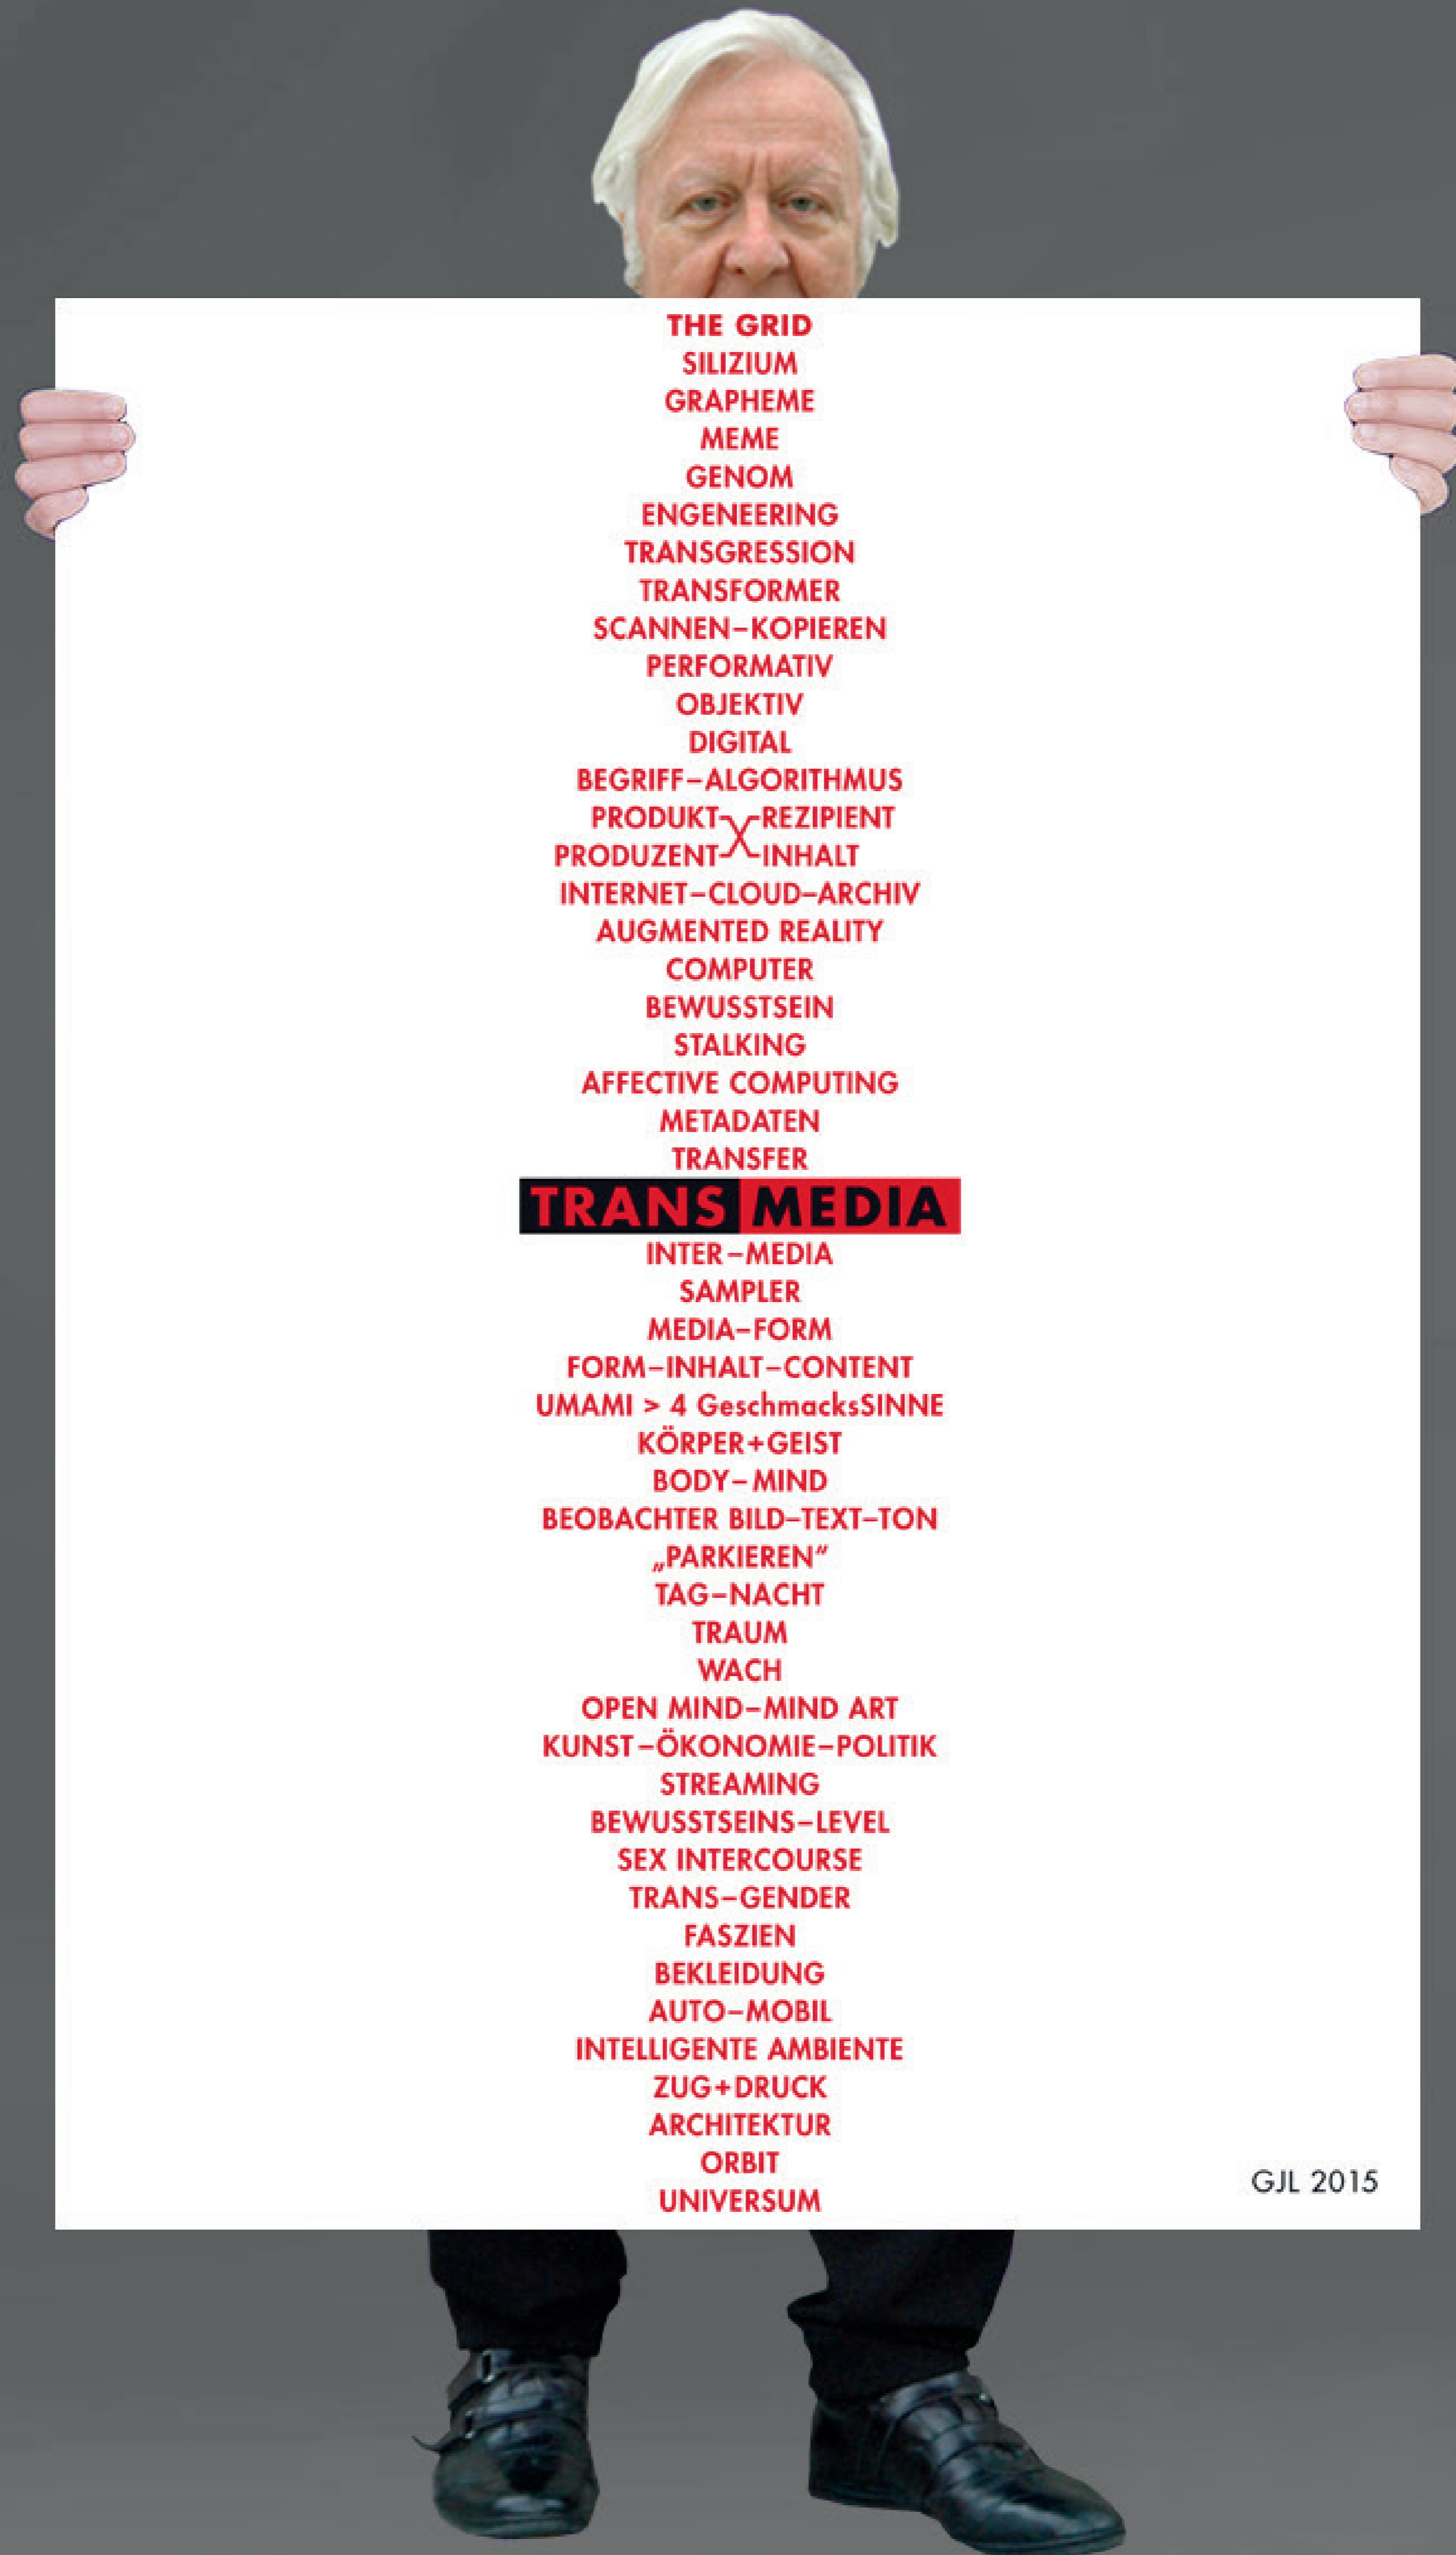 THE GRID
SILIZIUM
GRAPHEME
MEME
GENOM
ENGENEERING
TRANSGRESSION
TRANSFORMER
SCANNEN–KOPIEREN
PERFORMATIV
OBJEKTIV
DIGITAL
BEGRIFF–ALGORITHMUS
PRODUKT–REZIPIENT
PRODUZENT–INHALT
INTERNET–CLOUD–ARCHIV
AUGMENTED REALITY
COMPUTER
BEWUSSTSEIN
STALKING
AFFECTIVE COMPUTING
METADATEN
TRANSFER
TRANS MEDIA
INTER–MEDIA
SAMPLER
MEDIA–FORM
FORM–INHALT–CONTENT
UMAMI > 4 GeschmacksSINNE
KÖRPER+GEIST
BODY–MIND
BEOBACHTER BILD–TEXT–TON
„PARKIEREN“
TAG–NACHT
TRAUM
WACH
OPEN MIND–MIND ART
KUNST–ÖKONOMIE–POLITIK
STREAMING
BEWUSSTSEINS–LEVEL
SEX INTERCOURSE
TRANS–GENDER
FASZIEN
BEKLEIDUNG
AUTO–MOBIL
INTELLIGENTE AMBIENTE
ZUG+DRUCK
ARCHITEKTUR
ORBIT
UNIVERSUM
GJL 2015